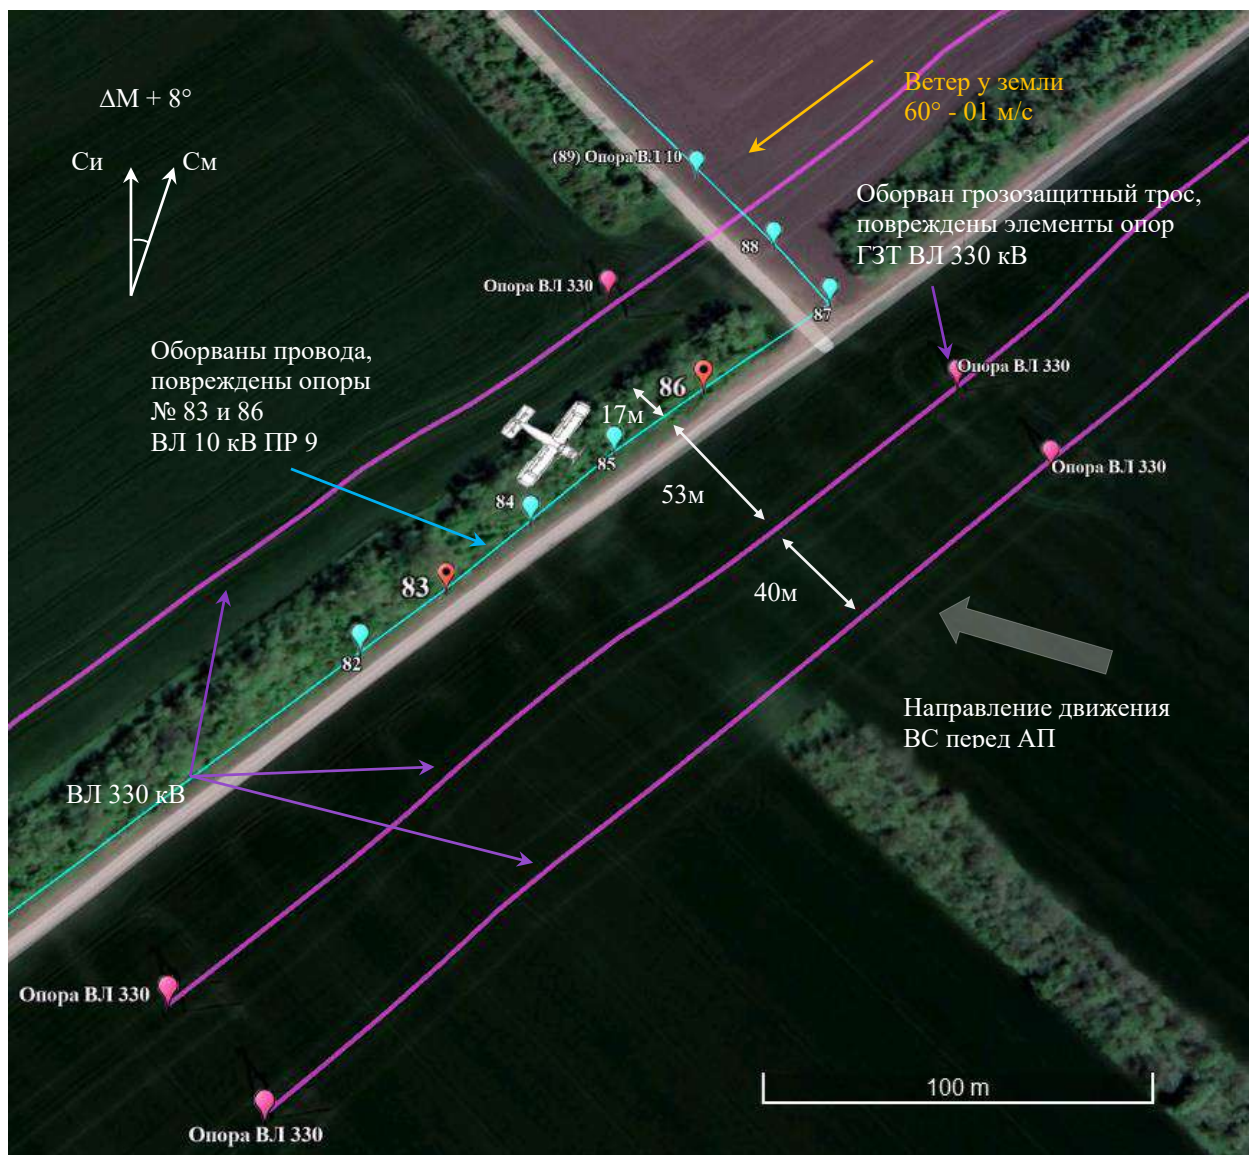 ΔМ + 8°
Си
См
Ветер у земли
60° - 01 м/с
(89) Опора ВЛ 10
88
87
Оборван грозозащитный трос,
повреждены элементы опор
ГЗТ ВЛ 330 кВ
Опора ВЛ 330
Опора ВЛ 330
Опора ВЛ 330
Оборваны провода,
повреждены опоры
№ 83 и 86
ВЛ 10 кВ ПР 9
86
17м
85
84
53м
83
40м
82
Направление движения
ВС перед АП
ВЛ 330 кВ
Опора ВЛ 330
Опора ВЛ 330
100 m